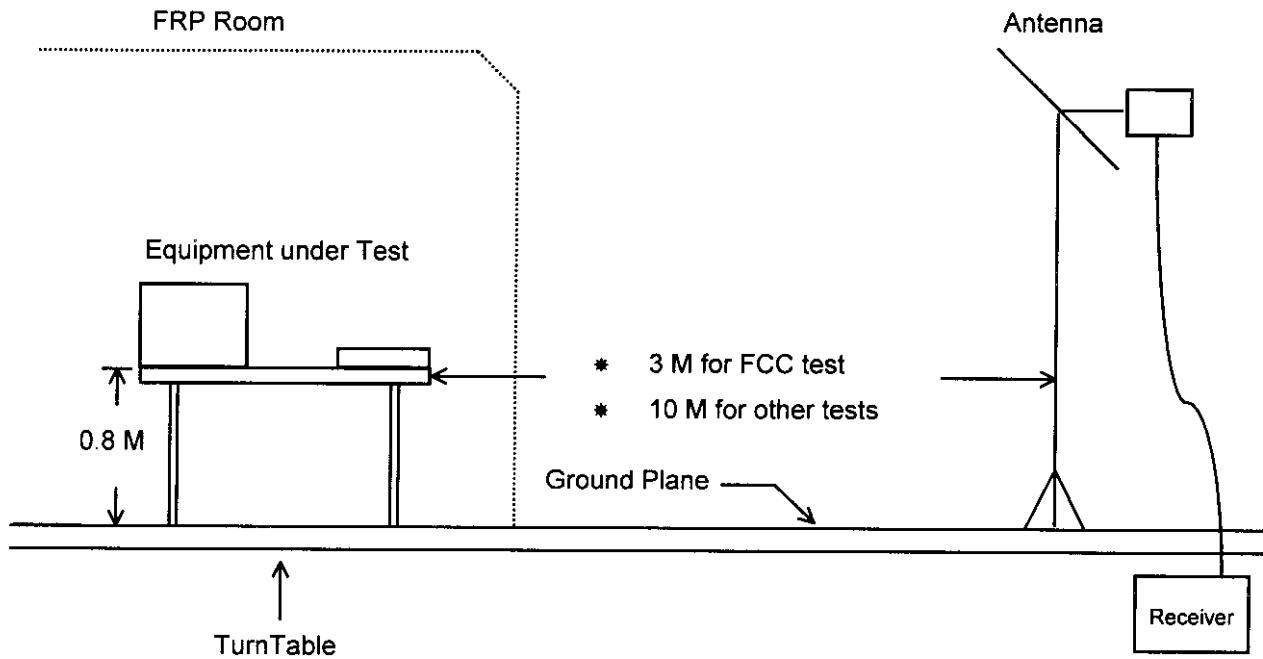 FRP Room
Antenna
Equipment under Test
* 3 M for FCC test
* 10 M for other tests
0.8 M
Ground Plane
TurnTable
Receiver